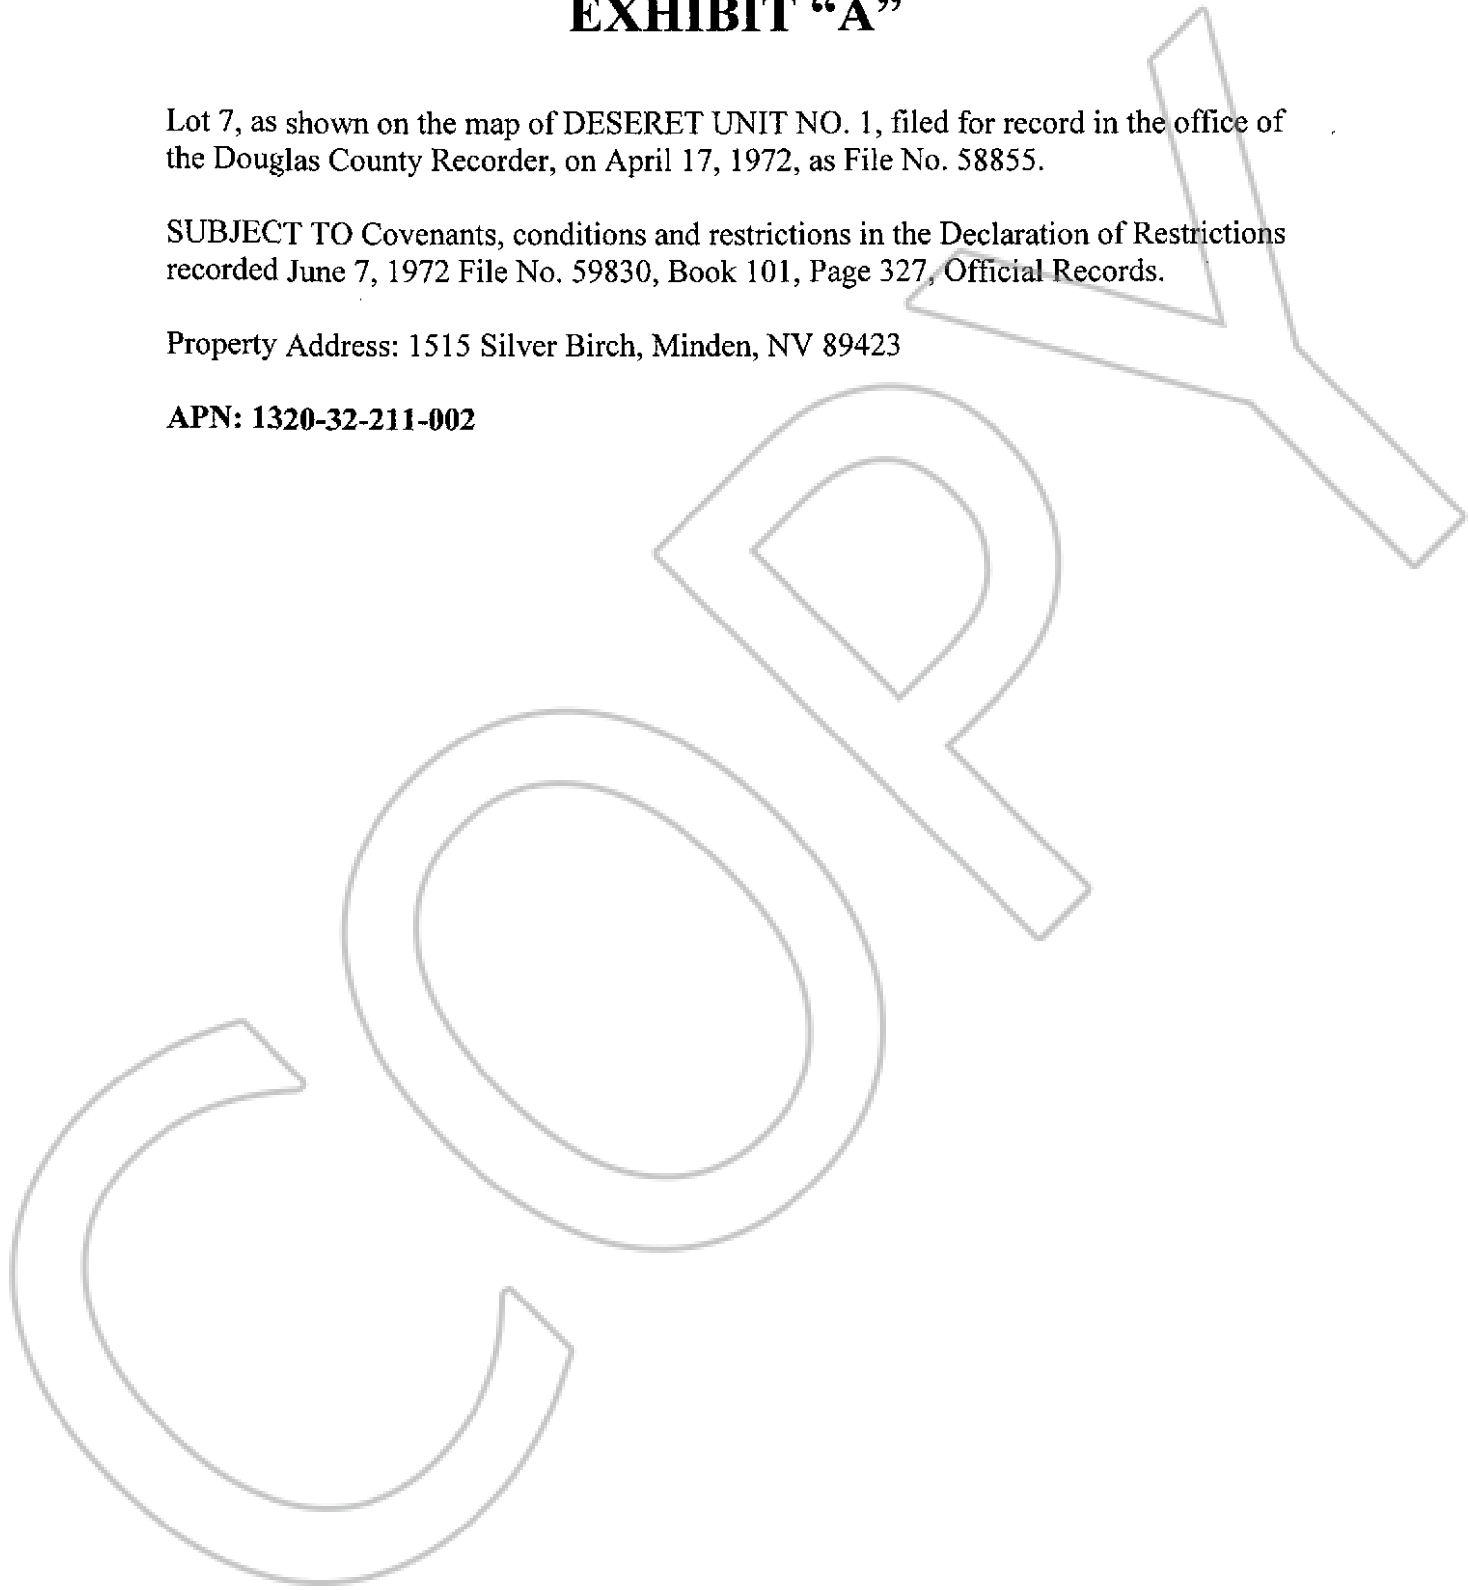 EXHIBIT “A”
Lot 7, as shown on the map of DESERET UNIT NO. 1, filed for record in the office of
the Douglas County Recorder, on April 17, 1972, as File No. 58855.
SUBJECT TO Covenants, conditions and restrictions in the Declaration of Restrictions
recorded June 7, 1972 File No. 59830, Book 101, Page 327, Official Records.
Property Address: 1515 Silver Birch, Minden, NV 89423
APN: 1320-32-211-002
COPY